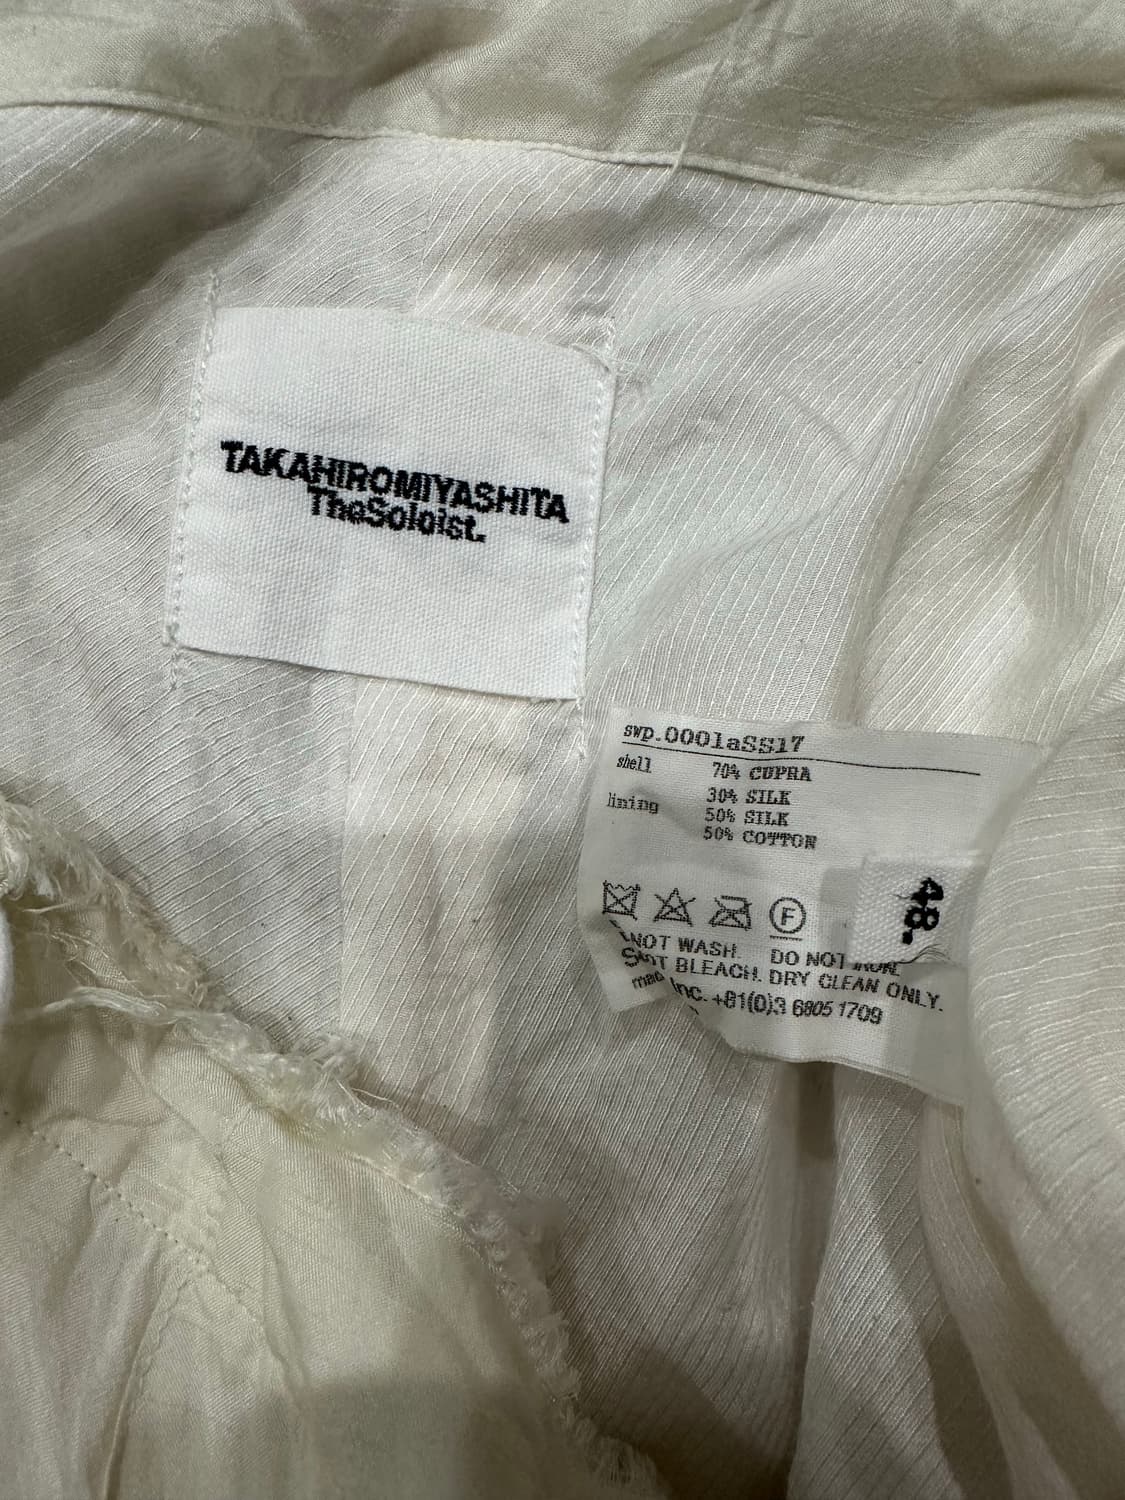 TAKAHIROMIYASHITA
TheSoloist.
swp.0001aSS17
shell 70% CUPRA
30% SILK
lining 50% SILK
50% COTTON
F
48.
NOT WASH. DO NOT IRON.
NOT BLEACH. DRY CLEAN ONLY.
Inc. +81(0)3 6805 1709